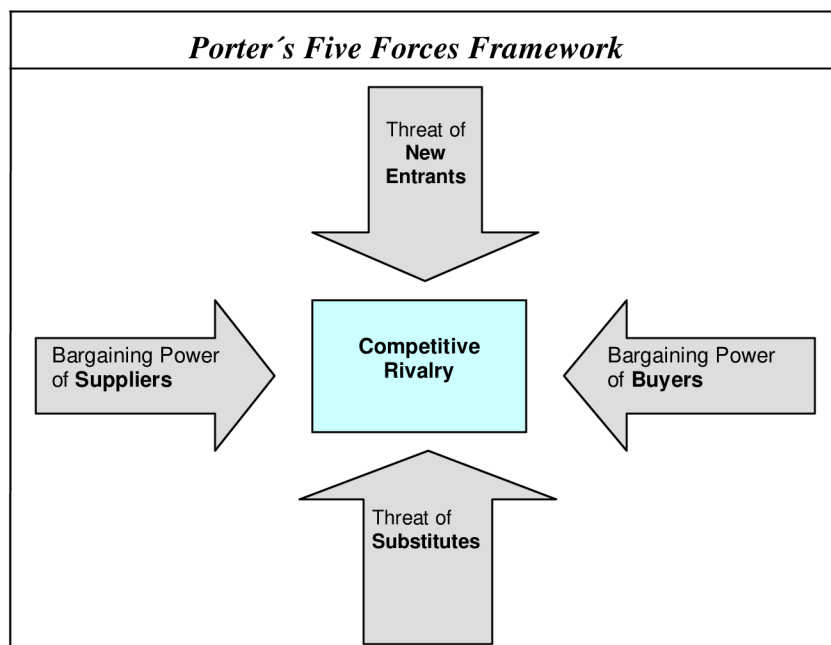 Porter´s Five Forces Framework
Threat of
New
Entrants
Bargaining Power
of Suppliers
Competitive
Rivalry
Bargaining Power
of Buyers
Threat of
Substitutes